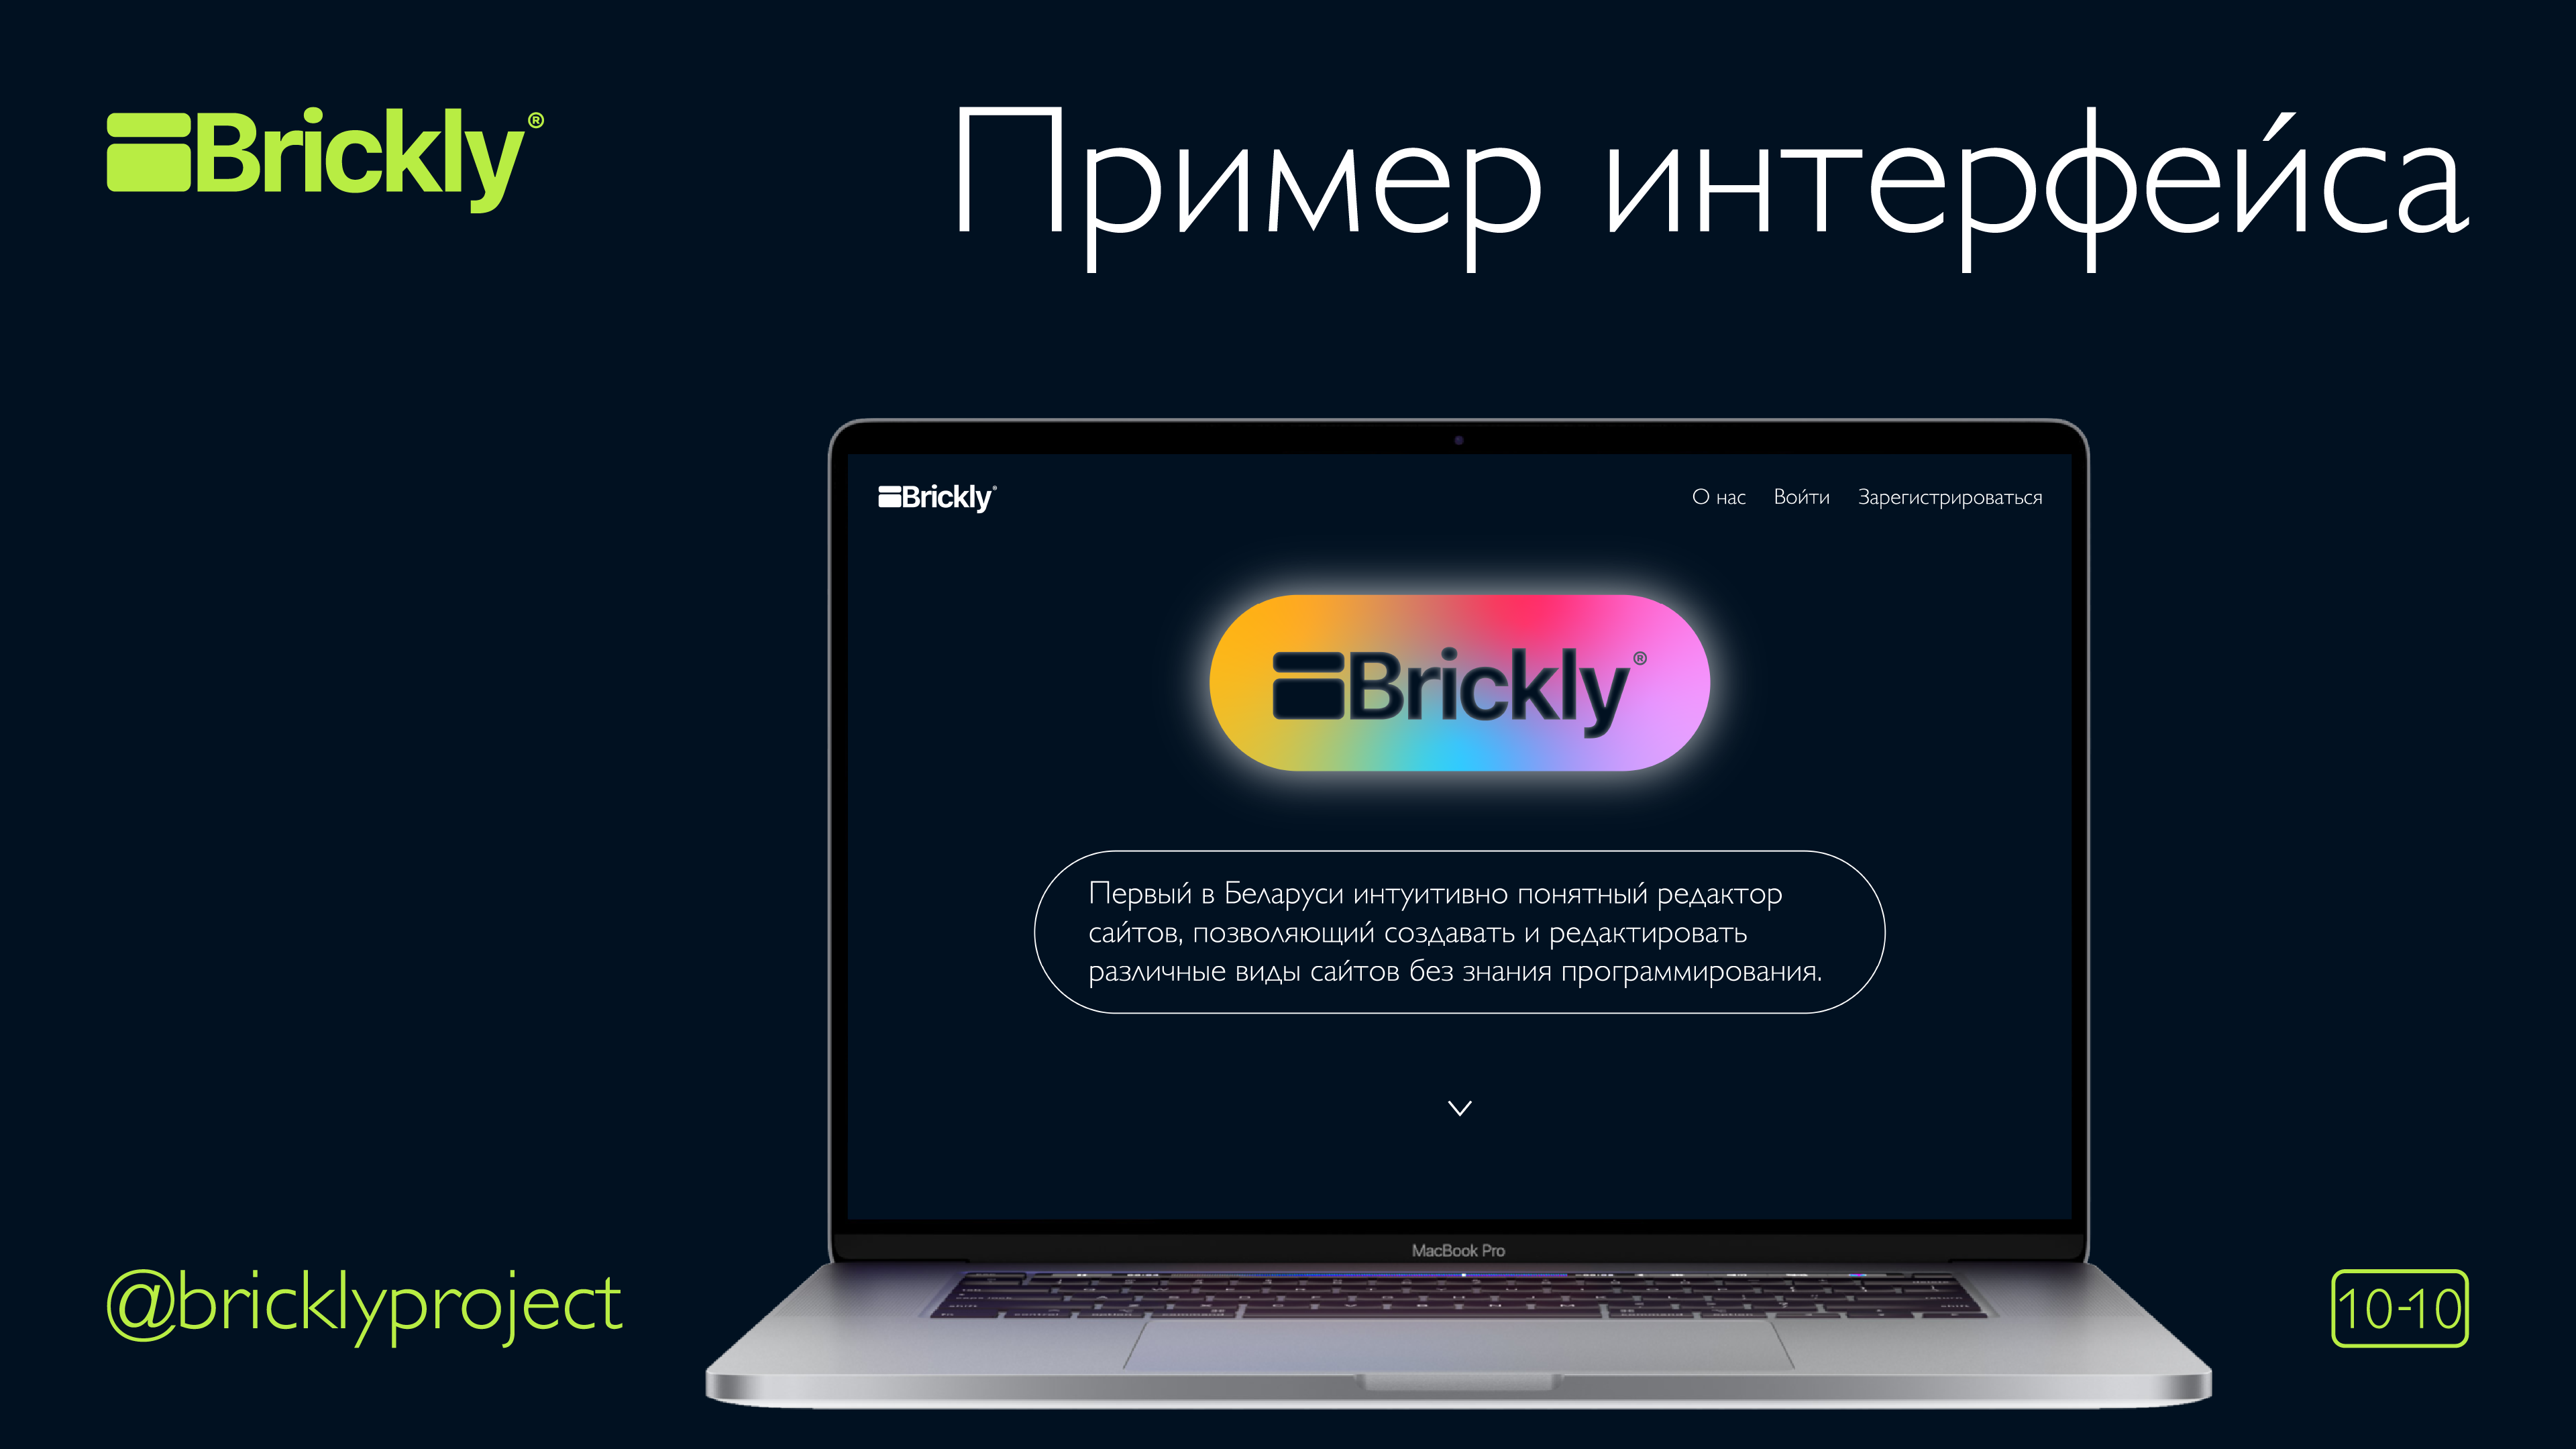 Brickly®
Пример интерфейса
Brickly®
О нас Войти Зарегистрироваться
Brickly®
Первый в Беларуси интуитивно понятный редактор
сайтов, позволяющий создавать и редактировать
различные виды сайтов без знания программирования.
MacBook Pro
@bricklyproject
10-10